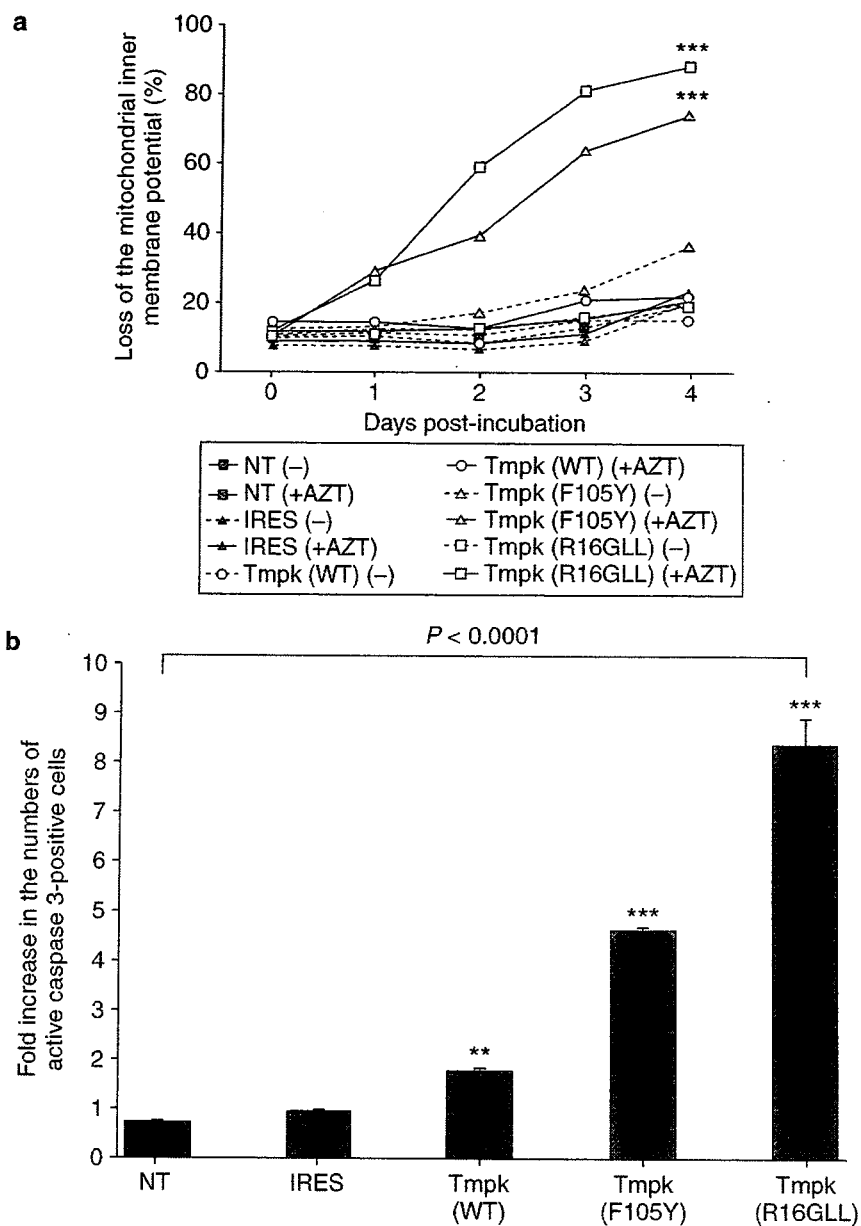 a
Loss of the mitochondrial inner
membrane potential (%)
100
80
60
40
20
0
***
***
0 1 2 3 4
Days post-incubation
NT (–)
NT (+AZT)
IRES (–)
IRES (+AZT)
Tmpk (WT) (–)
Tmpk (WT) (+AZT)
Tmpk (F105Y) (–)
Tmpk (F105Y) (+AZT)
Tmpk (R16GLL) (–)
Tmpk (R16GLL) (+AZT)
b
P < 0.0001
Fold increase in the numbers of
active caspase 3-positive cells
10
9
8
7
6
5
4
3
2
1
0
**
***
***
NT
IRES
Tmpk
(WT)
Tmpk
(F105Y)
Tmpk
(R16GLL)